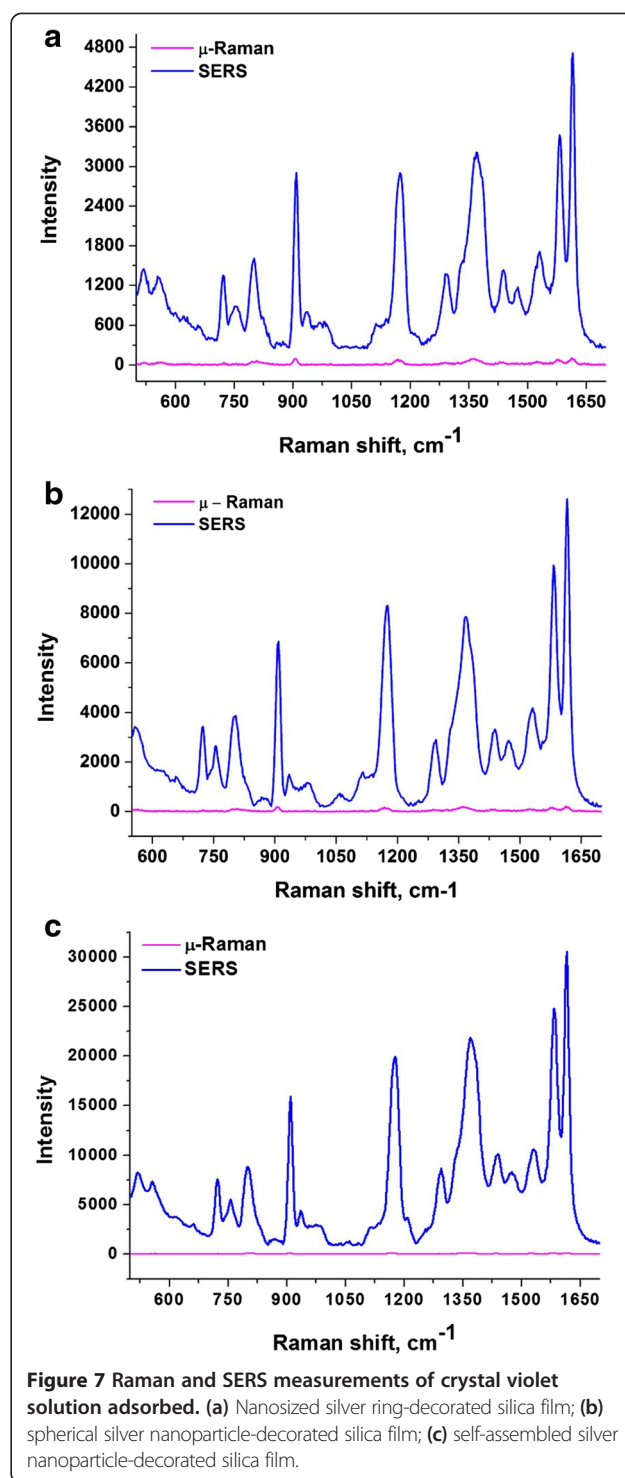 a
μ-Raman
SERS
4800
4200
3600
3000
2400
1800
1200
600
0
Intensity
600 750 900 1050 1200 1350 1500 1650
Raman shift, cm-1
b
μ – Raman
SERS
12000
10000
8000
6000
4000
2000
0
Intensity
600 750 900 1050 1200 1350 1500 1650
Raman shift, cm-1
c
μ-Raman
SERS
30000
25000
20000
15000
10000
5000
0
Intensity
600 750 900 1050 1200 1350 1500 1650
Raman shift, cm-1
Figure 7 Raman and SERS measurements of crystal violet
solution adsorbed. (a) Nanosized silver ring-decorated silica film; (b)
spherical silver nanoparticle-decorated silica film; (c) self-assembled silver
nanoparticle-decorated silica film.